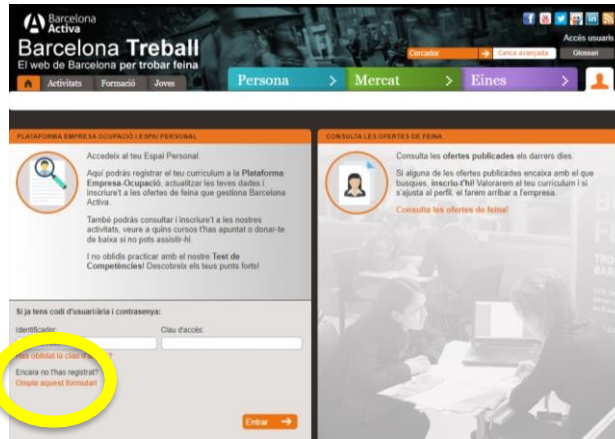 Barcelona
Activa
Barcelona Treball
El web de Barcelona per trobar feina
Accés usuaris
Cercador
Cerca avançada
Glossari
Activitats
Formació
Joves
Persona >
Mercat >
Eines >
PLATAFORMA EMPRESA OCUPACIÓ I ESPAI PERSONAL
Accedeix al teu Espai Personal.
Aquí podràs registrar el teu currículum a la Plataforma
Empresa-Ocupació, actualitzar les teves dades i
inscriure't a les ofertes de feina que gestiona Barcelona
Activa.
També podràs consultar i inscriure't a les nostres
activitats, veure a quins cursos t'has apuntat o donar-te
de baixa si no pots assistir-hi.
I no oblidis practicar amb el nostre Test de
Competències! Descobreix els teus punts forts!
Si ja tens codi d'usuari/ària i contrasenya:
Identificador:
Clau d'accés:
Has oblidat la clau d'
Encara no t'has registrat?
Omple aquest formulari
Entrar
CONSULTA LES OFERTES DE FEINA
Consulta les ofertes publicades els darrers dies.
Si alguna de les ofertes publicades encaixa amb el que
busques, inscriu-t'hi! Valorarem el teu currículum i si
s'ajusta al perfil, el farem arribar a l'empresa.
Consulta les ofertes de feina!